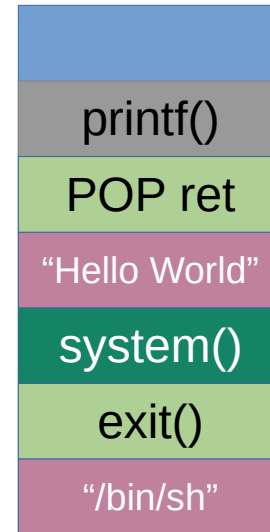 printf()
POP ret
“Hello World”
system()
exit()
“/bin/sh”